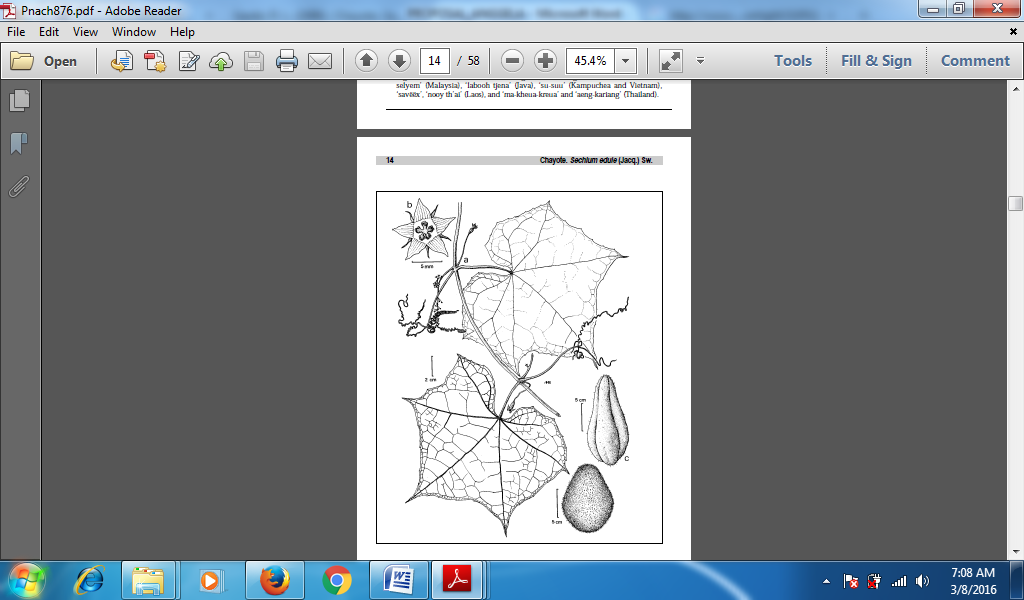 Pnach876.pdf - Adobe Reader
File Edit View Window Help
Open
14 / 58
45.4%
Tools
Fill & Sign
Comment
selyem' (Malaysia), 'labooh tjena' (Java), 'su-suu' (Kampuchea and Vietnam),
'savëëx', 'nooy th'ai' (Laos), and 'ma-kheua-kreua' and 'aeng-kariang' (Thailand).
14 Chayote. Sechium edule (Jacq.) Sw.
b
5 mm
a
2 cm
5 cm
C
5 cm
7:08 AM
3/8/2016